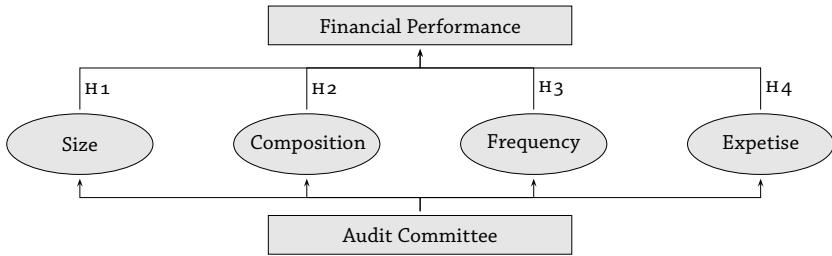 Financial Performance
H1 H2 H3 H4
Size Composition Frequency Expetise
Audit Committee